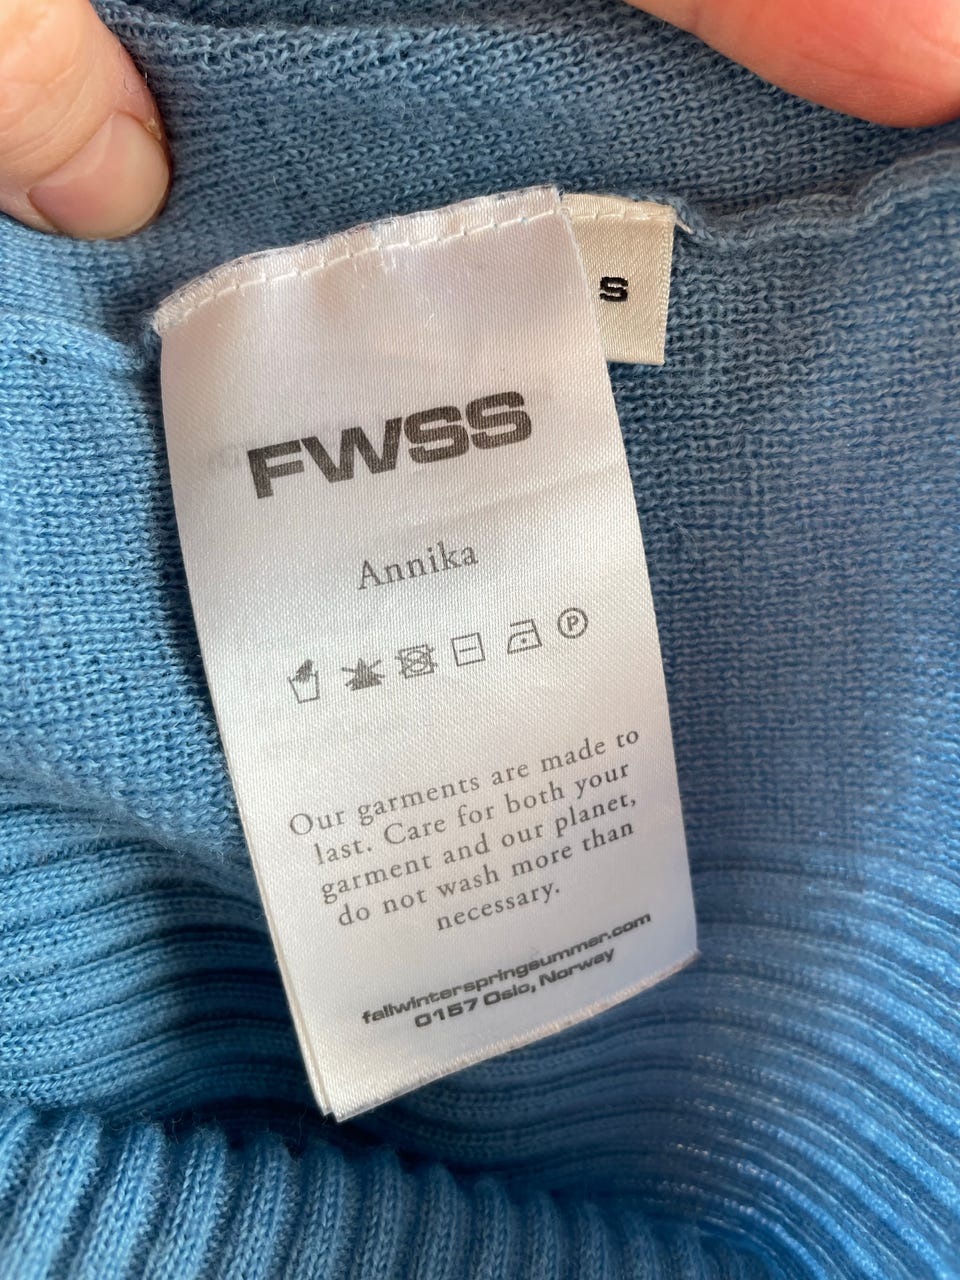 S
FWSS
Annika
P
Our garments are made to
last. Care for both your
garment and our planet,
do not wash more than
necessary.
fallwinterspringsummer.com
0157 Oslo, Norway